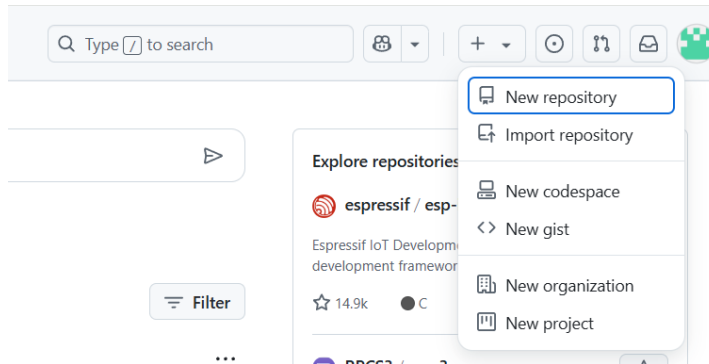 Type / to search
New repository
Import repository
New codespace
New gist
New organization
New project
Explore repositories
espressif / esp-
Espressif IoT Developm
development framewor
14.9k C
Filter